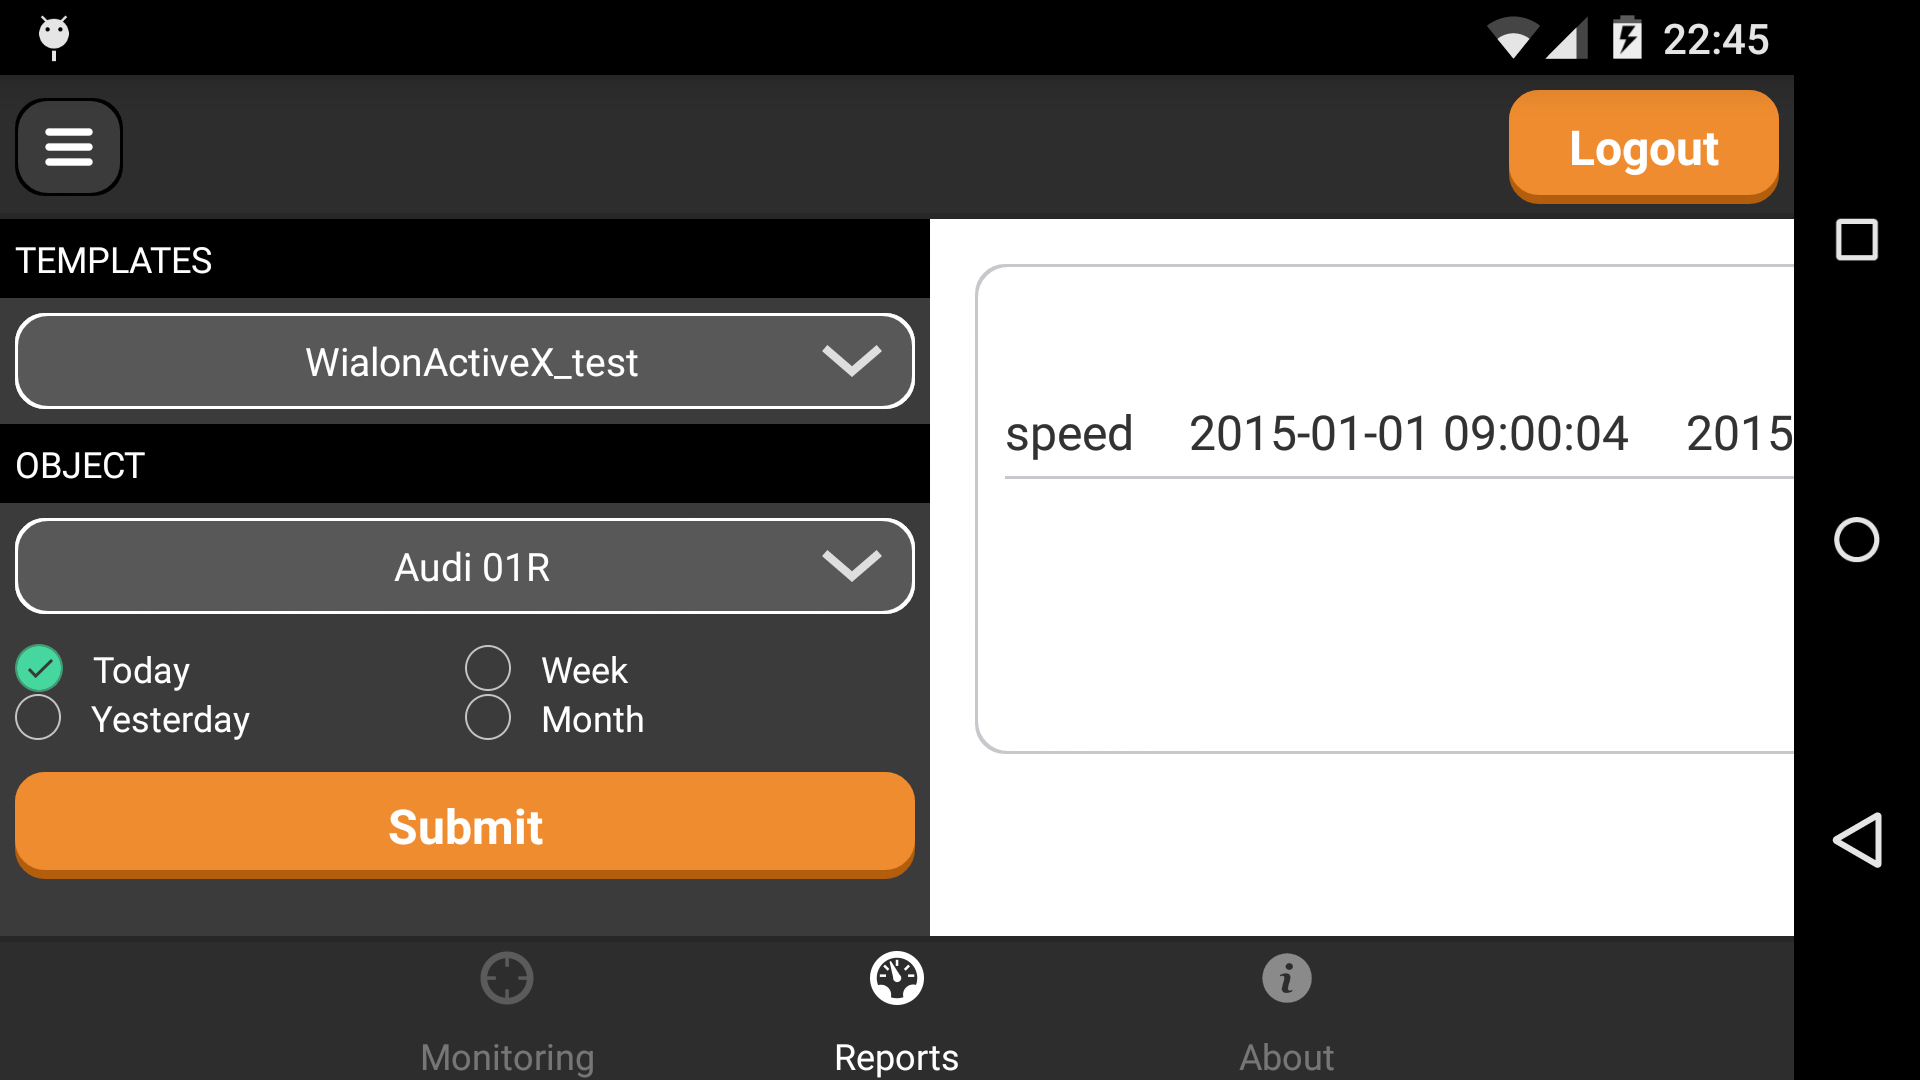 22:45
Logout
TEMPLATES
WialonActiveX_test
OBJECT
Audi 01R
Today
Week
Yesterday
Month
Submit
speed 2015-01-01 09:00:04 2015
Monitoring
Reports
About